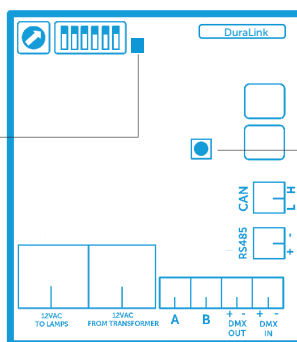 DuraLink
CAN
H
L
RS485
-
+
12VAC
TO LAMPS
12VAC
FROM TRANSFORMER
A
B
+ -
DMX
OUT
+ -
DMX
IN